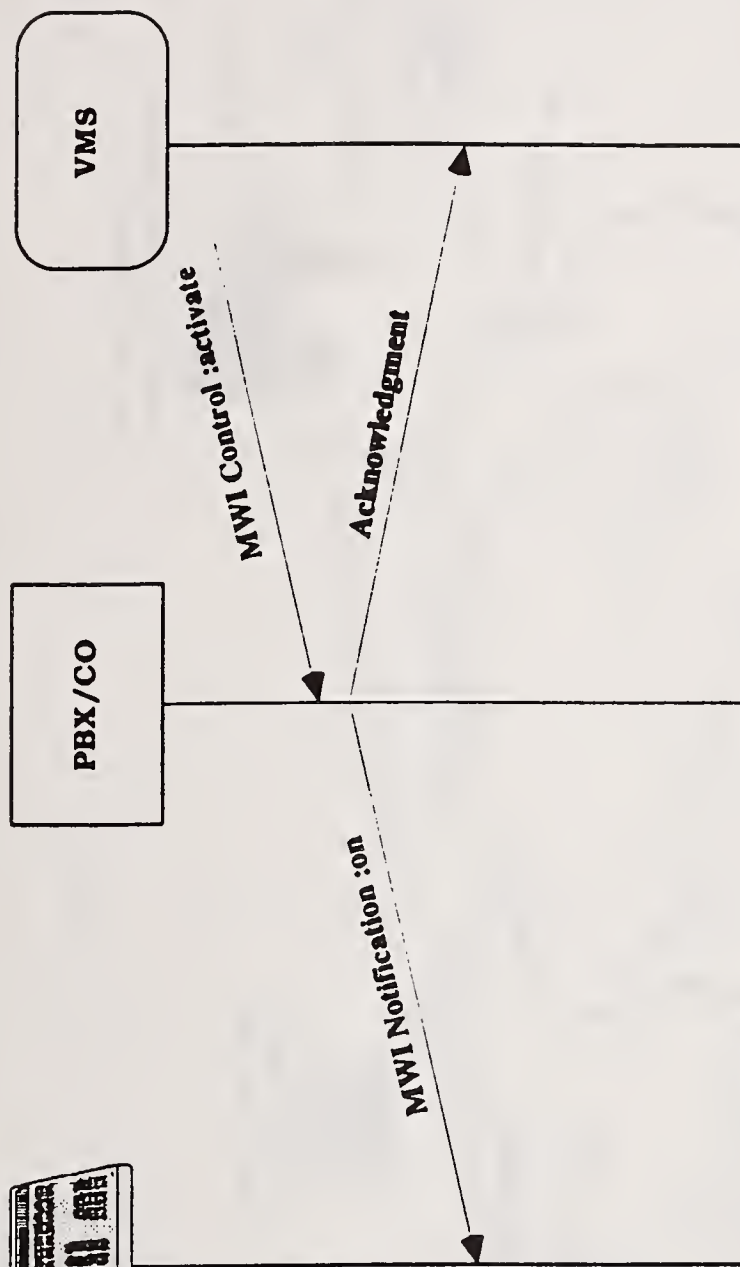 VMS
PBX/CO
MWI Control :activate
Acknowledgment
MWI Notification :on